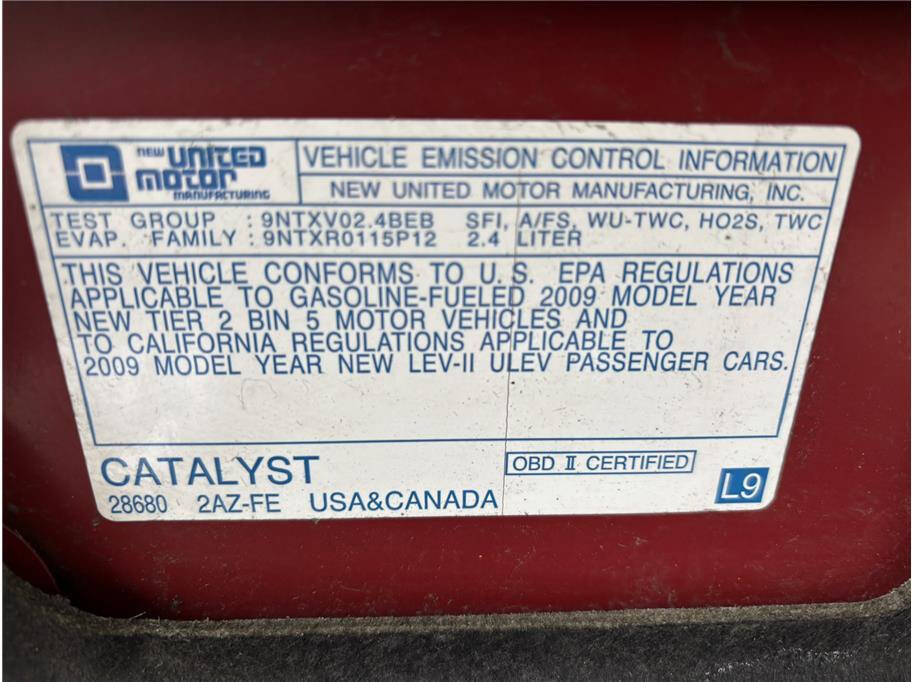 NEW UNITED
MOTOR
MANUFACTURING
VEHICLE EMISSION CONTROL INFORMATION
NEW UNITED MOTOR MANUFACTURING, INC.
TEST GROUP : 9NTXV02.4BEB SFI, A/FS, WU-TWC, HO2S, TWC
EVAP. FAMILY : 9NTXR0115P12 2.4 LITER
THIS VEHICLE CONFORMS TO U.S. EPA REGULATIONS
APPLICABLE TO GASOLINE-FUELED 2009 MODEL YEAR
NEW TIER 2 BIN 5 MOTOR VEHICLES AND
TO CALIFORNIA REGULATIONS APPLICABLE TO
2009 MODEL YEAR NEW LEV-II ULEV PASSENGER CARS.
CATALYST
OBD II CERTIFIED
28680 2AZ-FE USA&CANADA
L9